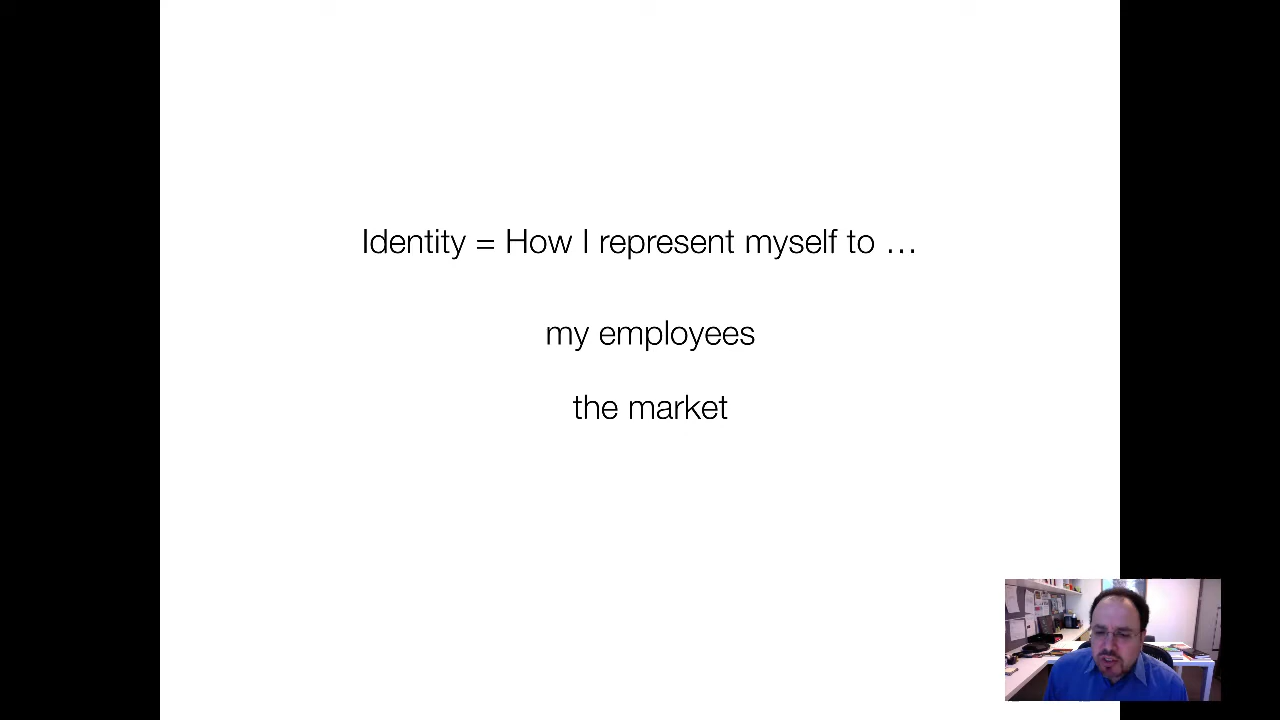 Identity = How I represent myself to …
my employees
the market